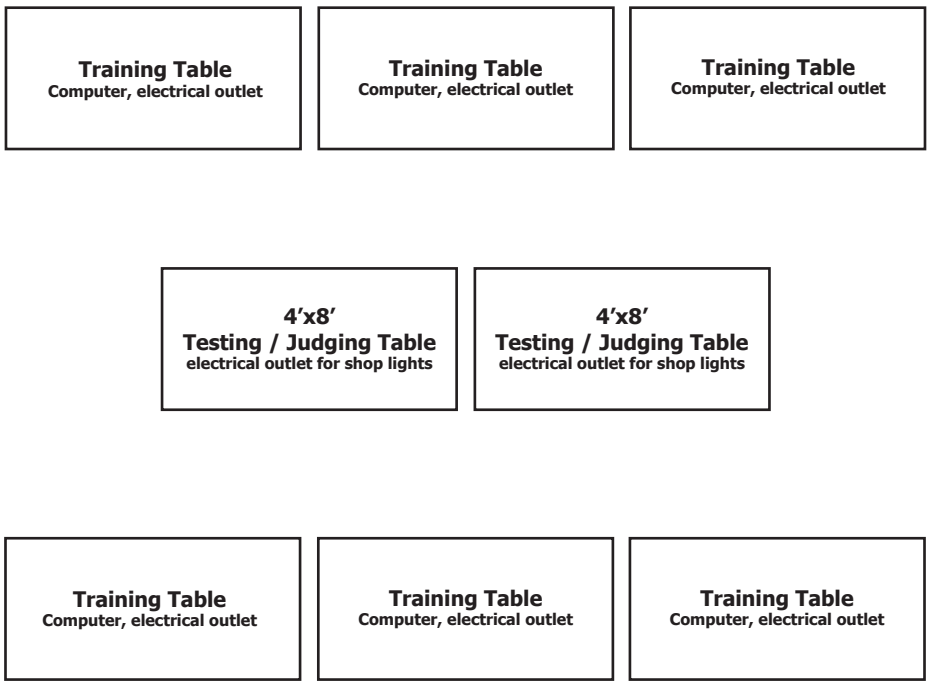 Training Table
Computer, electrical outlet
Training Table
Computer, electrical outlet
Training Table
Computer, electrical outlet
4’x8’
Testing / Judging Table
electrical outlet for shop lights
4’x8’
Testing / Judging Table
electrical outlet for shop lights
Training Table
Computer, electrical outlet
Training Table
Computer, electrical outlet
Training Table
Computer, electrical outlet